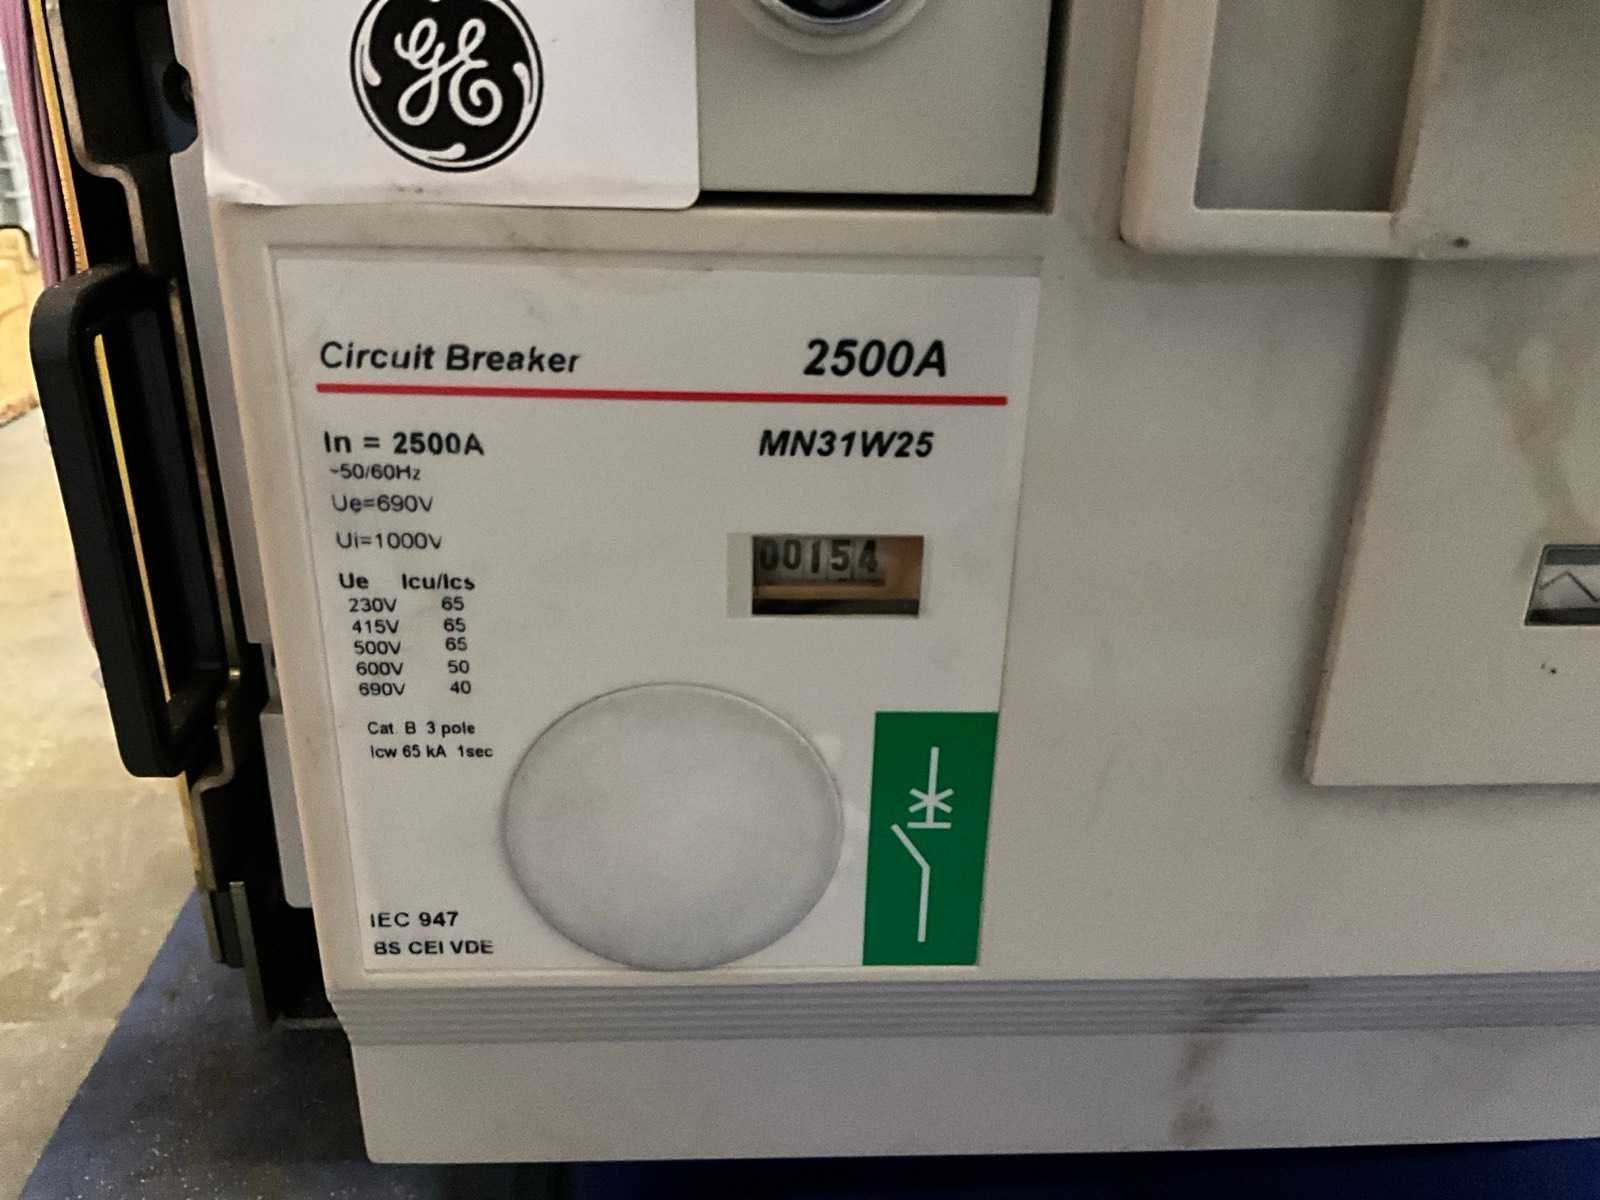 GE
Circuit Breaker 2500A
In = 2500A MN31W25
~50/60Hz
Ue=690V
Ui=1000V
00154
Ue Icu/Ics
230V 65
415V 65
500V 65
600V 50
690V 40
Cat B 3 pole
Icw 65 kA 1sec
IEC 947
BS CEI VDE